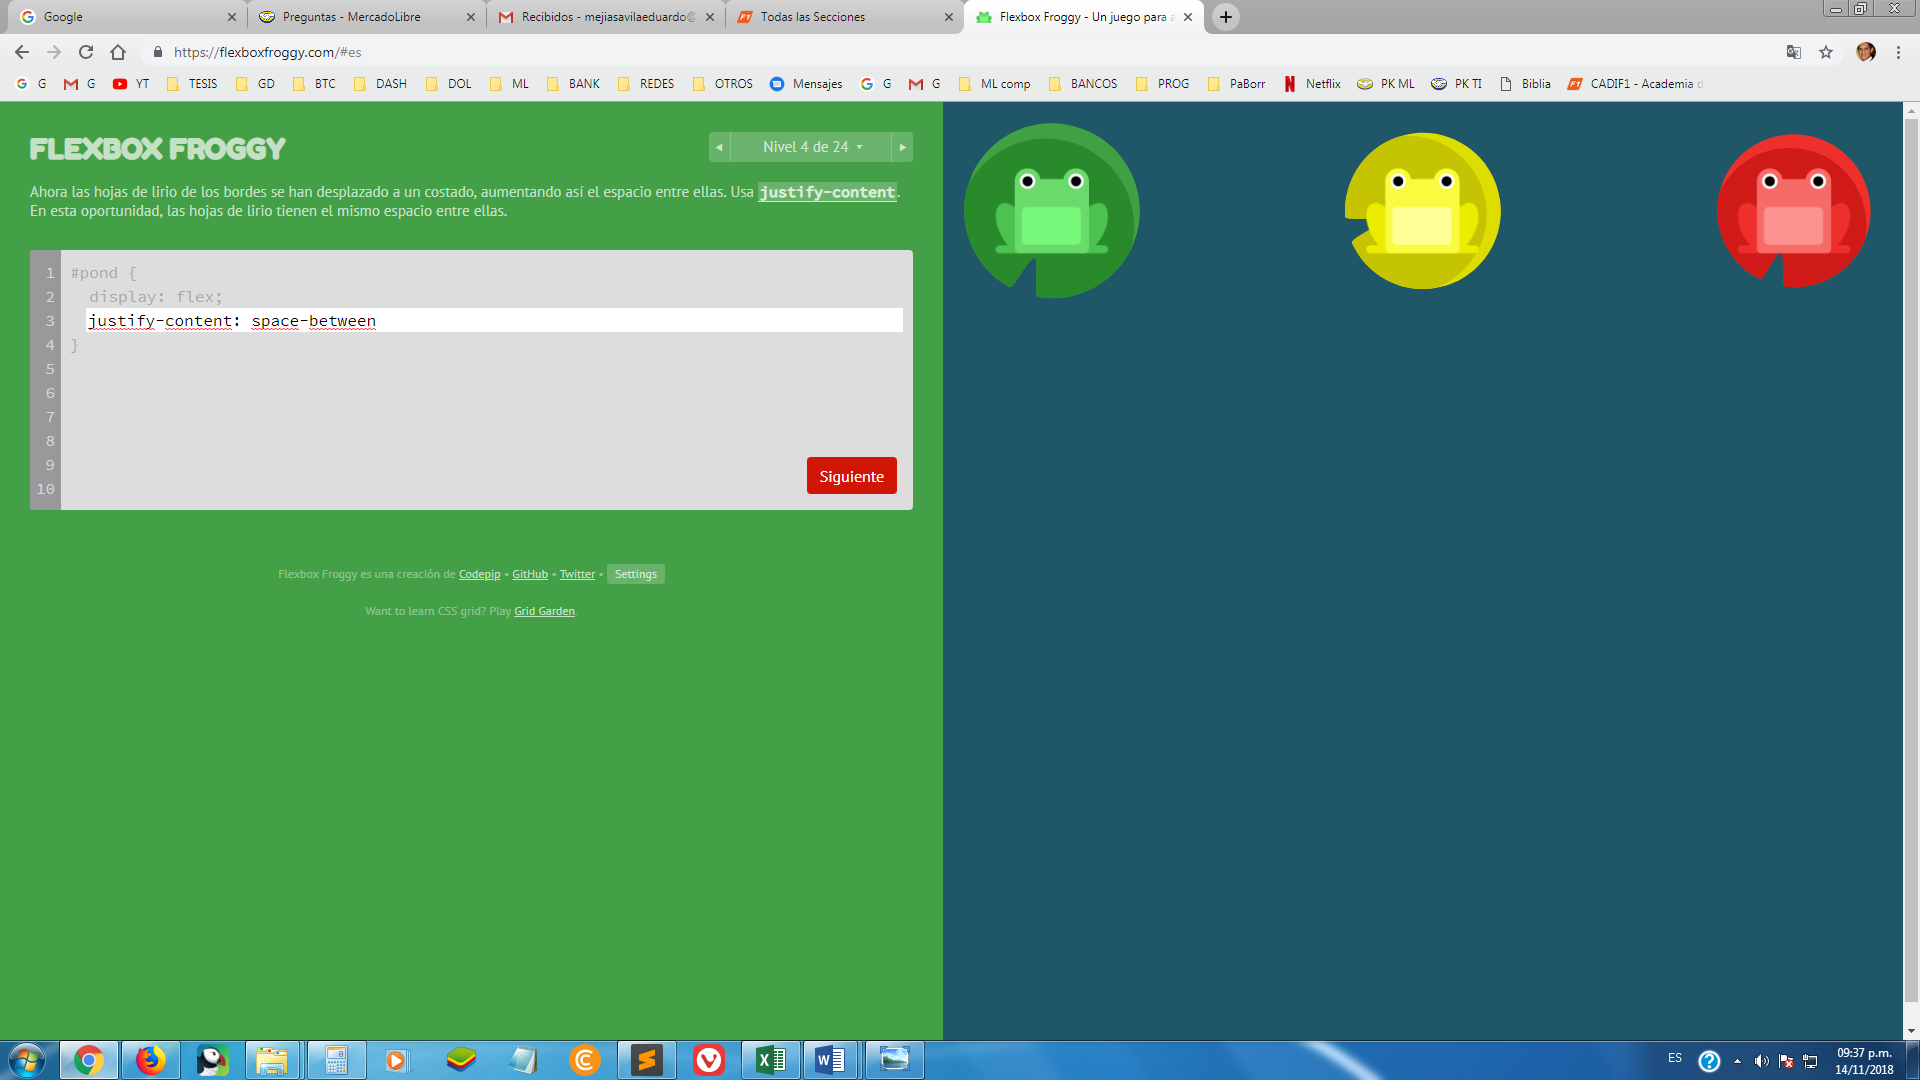 Google
Preguntas - MercadoLibre
Recibidos - mejiasavilaeduardo@
Todas las Secciones
Flexbox Froggy - Un juego para a
https://flexboxfroggy.com/#es
G G YT TESIS GD BTC DASH DOL ML BANK REDES OTROS Mensajes G G ML comp BANCOS PROG PaBorr Netflix PK ML PK TI Biblia CADIF1 - Academia d
FLEXBOX FROGGY
Nivel 4 de 24
Ahora las hojas de lirio de los bordes se han desplazado a un costado, aumentando así el espacio entre ellas. Usa justify-content.
En esta oportunidad, las hojas de lirio tienen el mismo espacio entre ellas.
1 #pond {
2 display: flex;
3 justify-content: space-between
4 }
5
6
7
8
9
10
Siguiente
Flexbox Froggy es una creación de Codepip • GitHub • Twitter • Settings
Want to learn CSS grid? Play Grid Garden.
ES
09:37 p.m.
14/11/2018